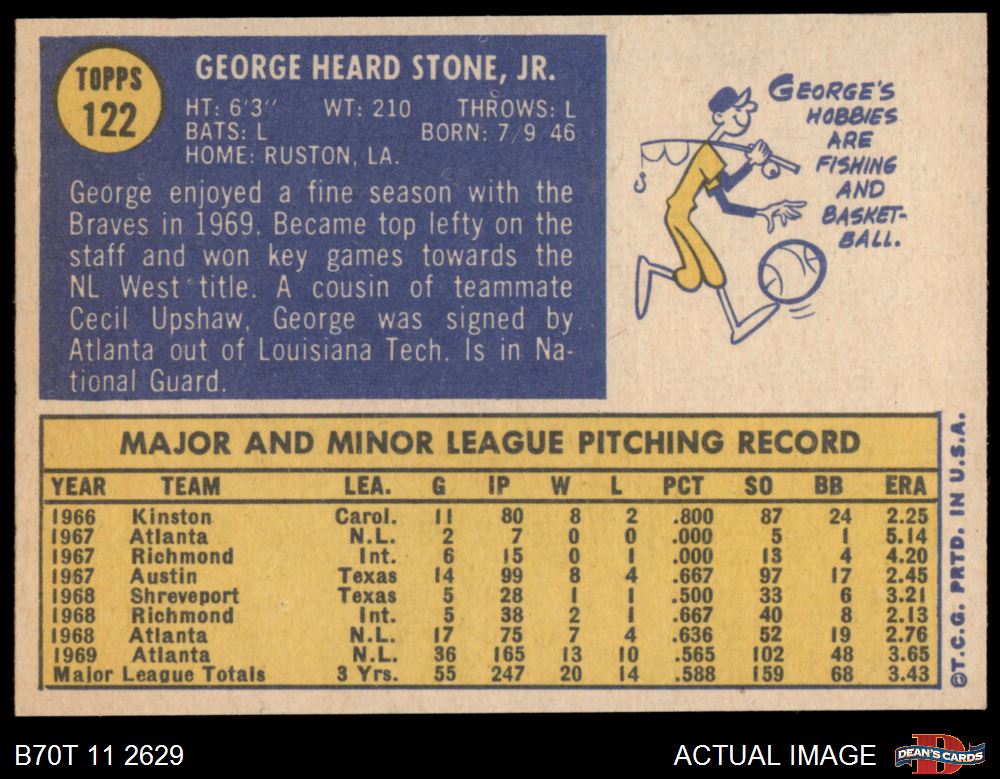 TOPPS
122
GEORGE HEARD STONE, JR.
HT: 6'3" WT: 210 THROWS: L
BATS: L BORN: 7/9 46
HOME: RUSTON, LA.
George enjoyed a fine season with the
Braves in 1969. Became top lefty on the
staff and won key games towards the
NL West title. A cousin of teammate
Cecil Upshaw, George was signed by
Atlanta out of Louisiana Tech. Is in Na-
tional Guard.
GEORGE'S
HOBBIES
ARE
FISHING
AND
BASKET-
BALL.
MAJOR AND MINOR LEAGUE PITCHING RECORD
YEAR TEAM LEA. G IP W L PCT SO BB ERA
1966 Kinston Carol. 11 80 8 2 .800 87 24 2.25
1967 Atlanta N.L. 2 7 0 0 .000 5 1 5.14
1967 Richmond Int. 6 15 0 1 .000 13 4 4.20
1967 Austin Texas 14 99 8 4 .667 97 17 2.45
1968 Shreveport Texas 5 28 1 1 .500 33 6 3.21
1968 Richmond Int. 5 38 2 1 .667 40 8 2.13
1968 Atlanta N.L. 17 75 7 4 .636 52 19 2.76
1969 Atlanta N.L. 36 165 13 10 .565 102 48 3.65
Major League Totals 3 Yrs. 55 247 20 14 .588 159 68 3.43
©T.C.G. PRTD. IN U.S.A.
B70T 11 2629
ACTUAL IMAGE
D
DEAN'S CARDS